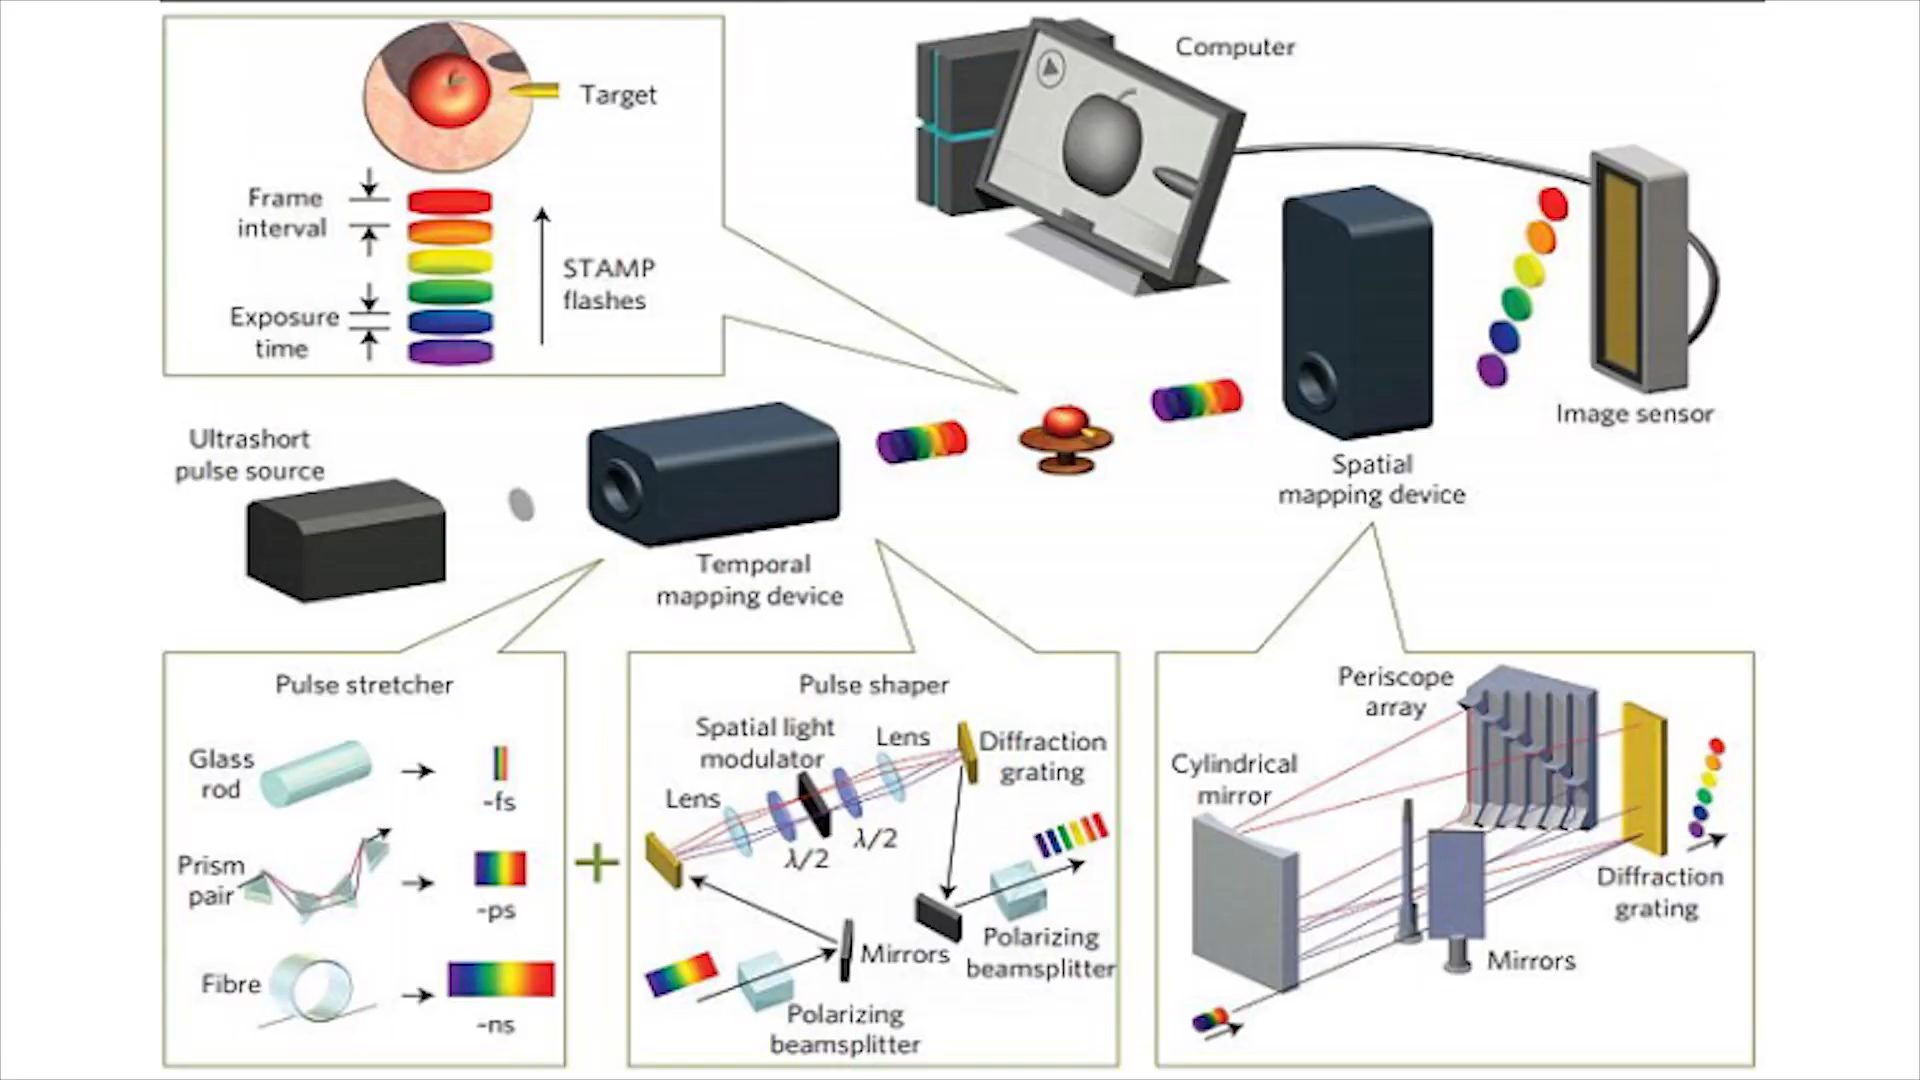 Target
Frame
interval
STAMP
flashes
Exposure
time
Computer
Image sensor
Ultrashort
pulse source
Temporal
mapping device
Spatial
mapping device
Pulse stretcher
Glass
rod
-fs
Prism
pair
-ps
Fibre
-ns
+
Pulse shaper
Spatial light
modulator
Lens
Diffraction
grating
Lens
λ/2
λ/2
Mirrors
Polarizing
beamsplitter
Polarizing
beamsplitter
Periscope
array
Cylindrical
mirror
Diffraction
grating
Mirrors